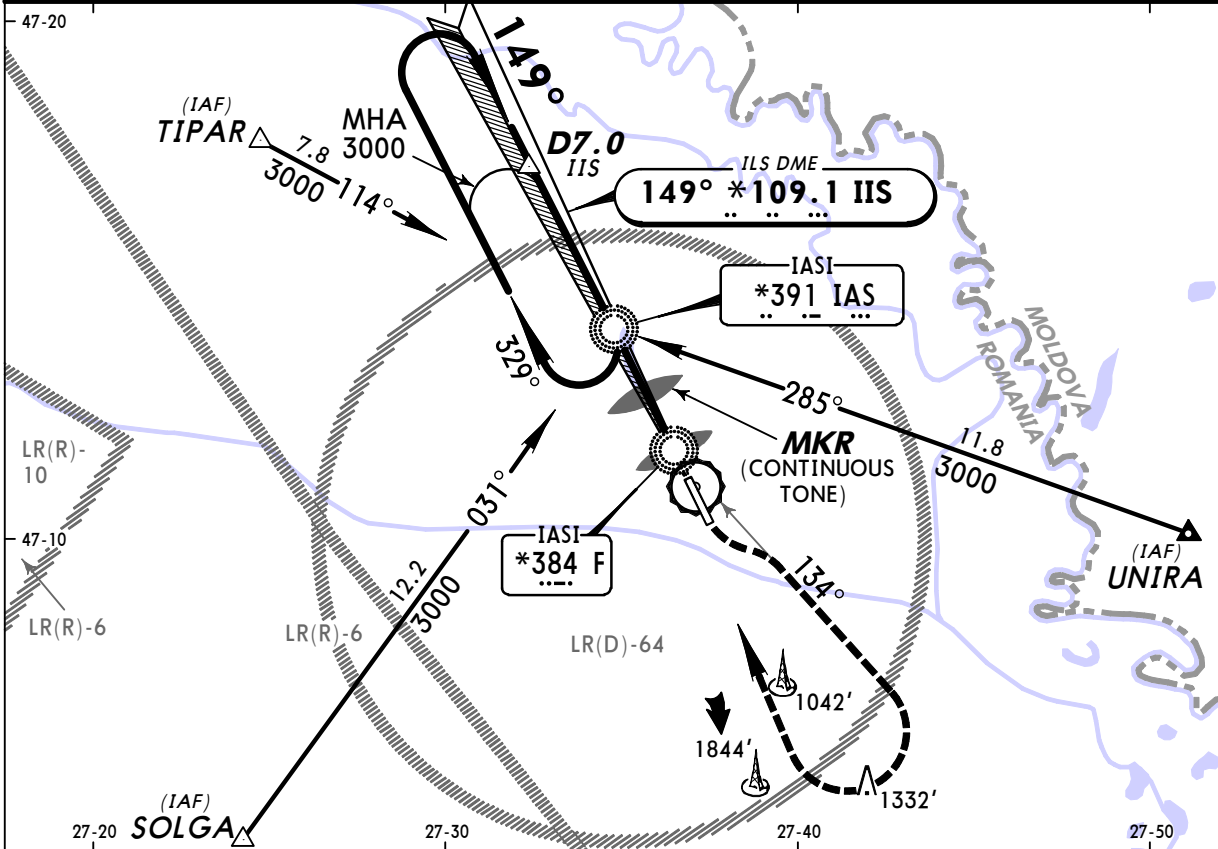 47-20
149°
(IAF)
TIPAR
7.8
3000
114°
MHA
3000
D7.0
IIS
ILS DME
149° *109.1 IIS
.. .. ...
IASI
*391 IAS
.. .- ...
MOLDOVA
ROMANIA
329°
285°
11.8
3000
MKR
(CONTINUOUS
TONE)
LR(R)-
10
031°
12.2
3000
47-10
IASI
*384 F
..-.
(IAF)
UNIRA
134°
LR(R)-6
LR(R)-6
LR(D)-64
1042'
1844'
1332'
(IAF)
SOLGA
27-20
27-30
27-40
27-50